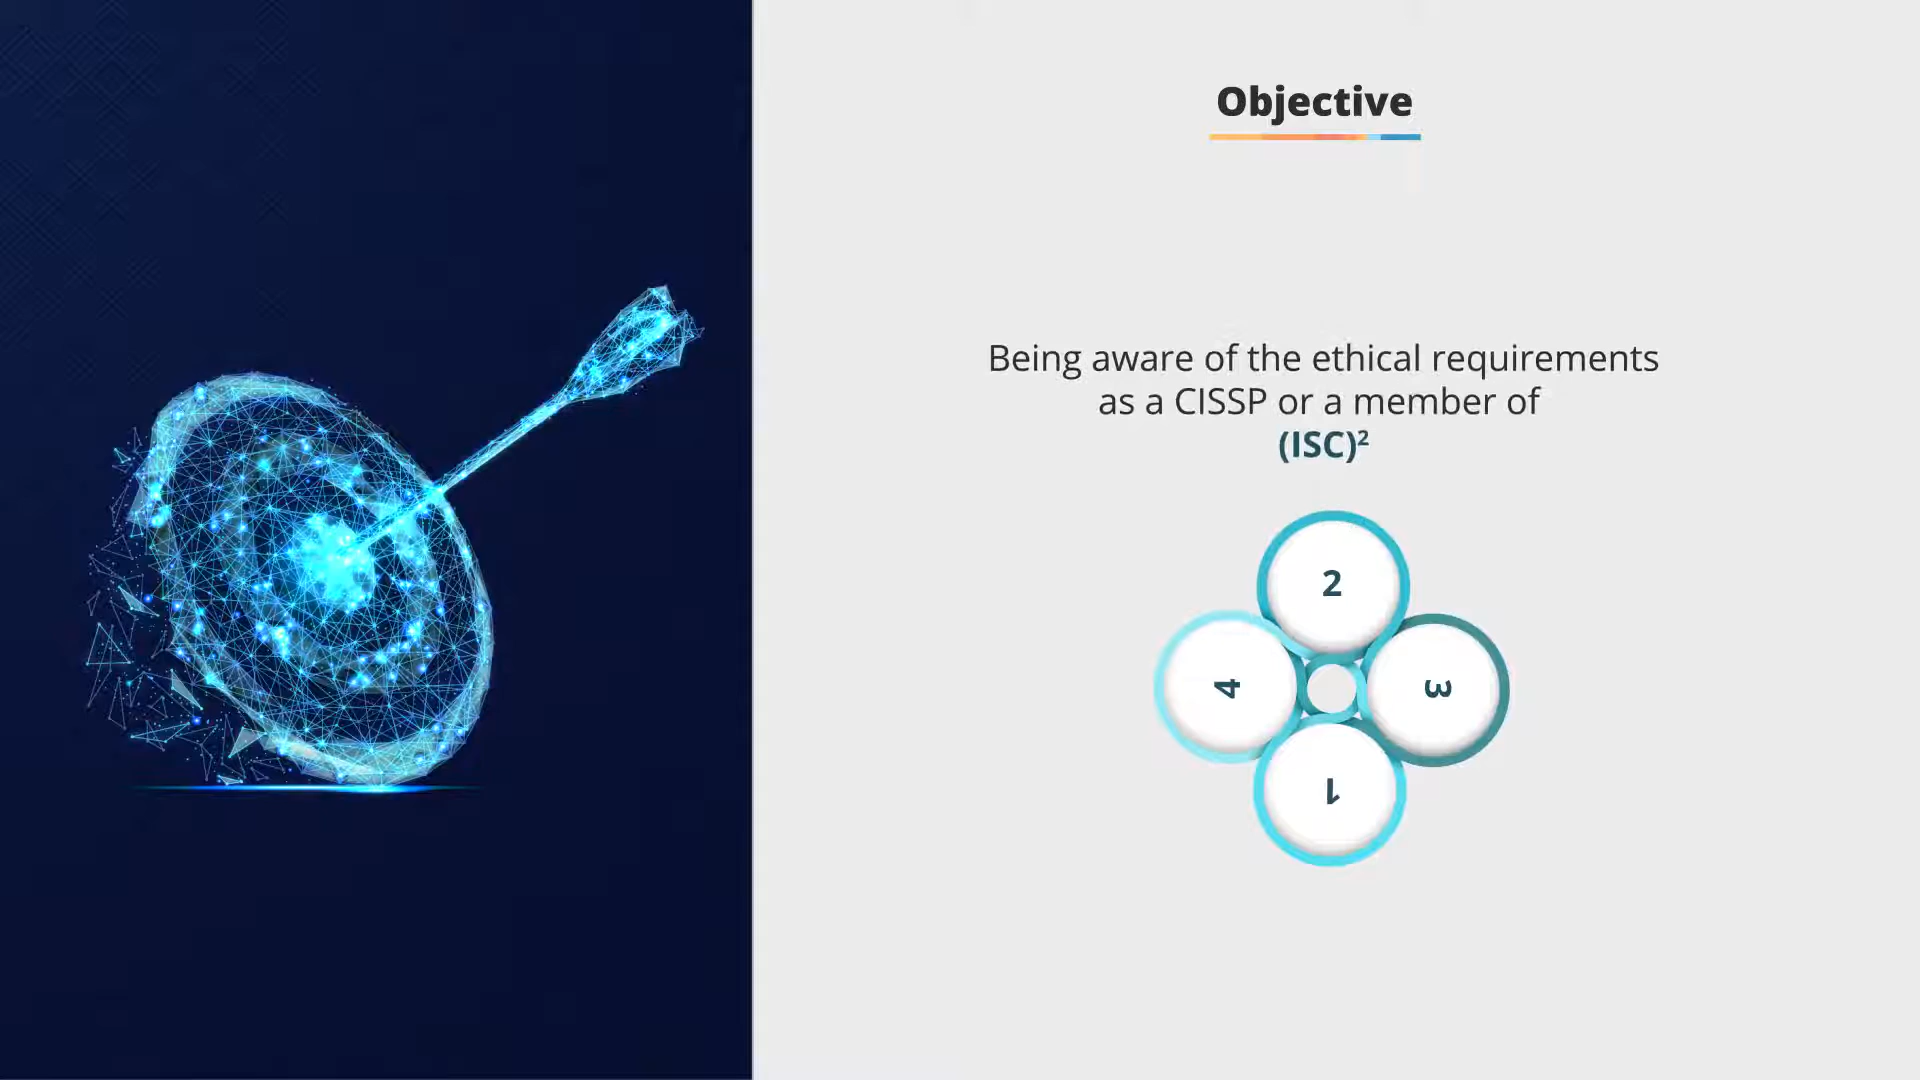 Objective
Being aware of the ethical requirements
as a CISSP or a member of
(ISC)²
2
4
3
1